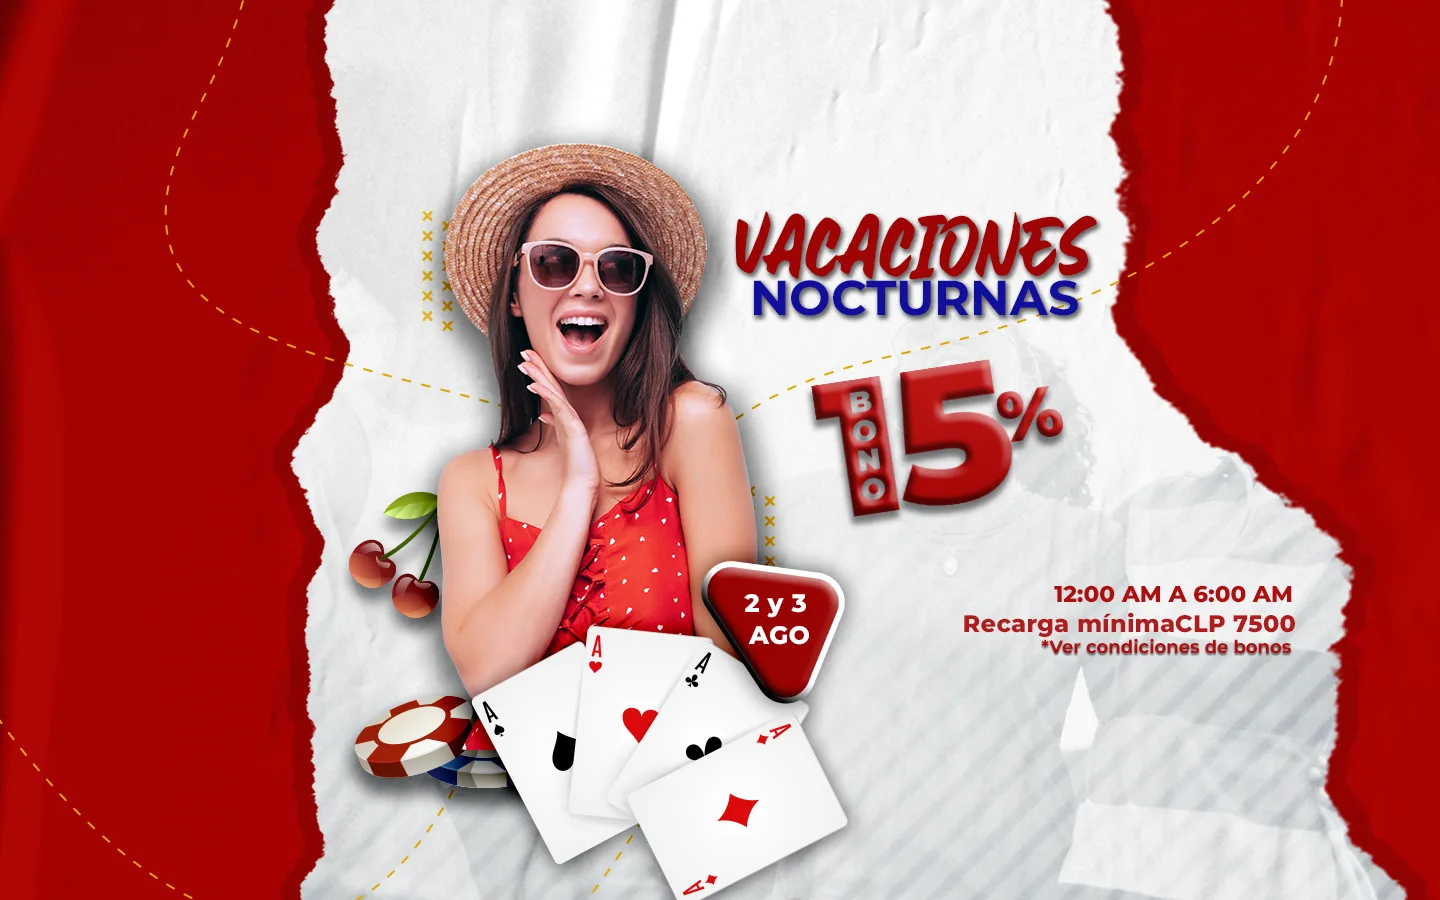 VACACIONES
NOCTURNAS
BONO
15%
2 y 3
AGO
12:00 AM A 6:00 AM
Recarga mínimaCLP 7500
*Ver condiciones de bonos
A
A
A
A
A